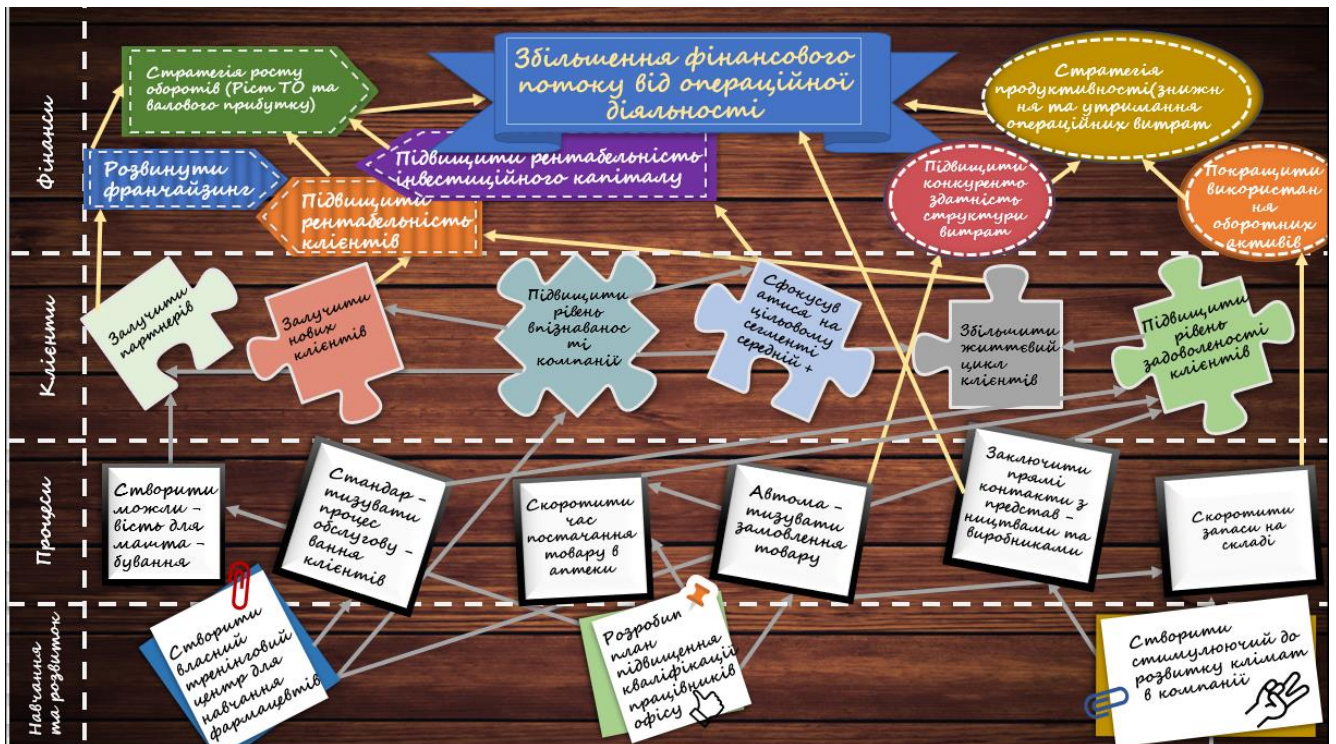 Фінанси
Стратегія росту
оборотів (Ріст ТО та
валового прибутку)
Збільшення фінансового
потоку від операційної
діяльності
Стратегія
продуктивності(знижн
ня та утримання
операційних витрат
Розвинути
франчайзинг
Підвищити
рентабельність
клієнтів
Підвищити рентабельність
інвестиційного капіталу
Підвищити
конкуренто
здатність
структури
витрат
Покращити
використан
ня
оборотних
активів
Клієнти
Залучити
партнерів
Залучити
нових
клієнтів
Підвищити
рівень
впізнаванос
ті
компанії
Сфокусув
атися на
цільовому
сегменті
середній +
Збільшити
життєвий
цикл
клієнтів
Підвищити
рівень
задоволеності
клієнтів
Процеси
Створити
можли -
вість для
машта -
бування
Стандар -
тизувати
процес
обслугову -
вання
клієнтів
Скоротити
час
постачання
товару в
аптеки
Автома -
тизувати
замовлення
товару
Заключити
прямі
контакти з
представ -
ництвами та
виробниками
Скоротити
запаси на
складі
Навчання
та розвиток
Створити
власний
тренінговий
центр для
навчання
фармацевтів
план
підвищення
кваліфікації
працівників
офісу
Створити
стимулюючий до
розвитку клімат
в компанії